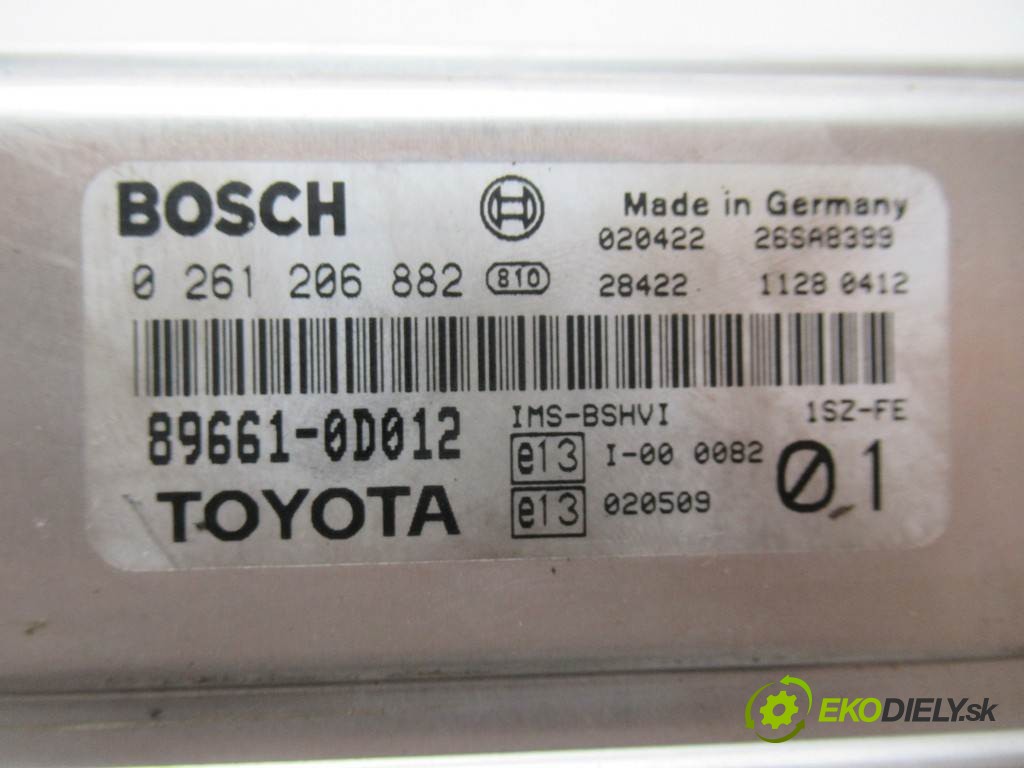 BOSCH Made in Germany
020422 26SA8399
0 261 206 882 810 28422 1128 0412
89661-0D012 IMS-BSHVI 1SZ-FE
e13 I-00 0082 01
TOYOTA e13 020509
EKODIELY.sk